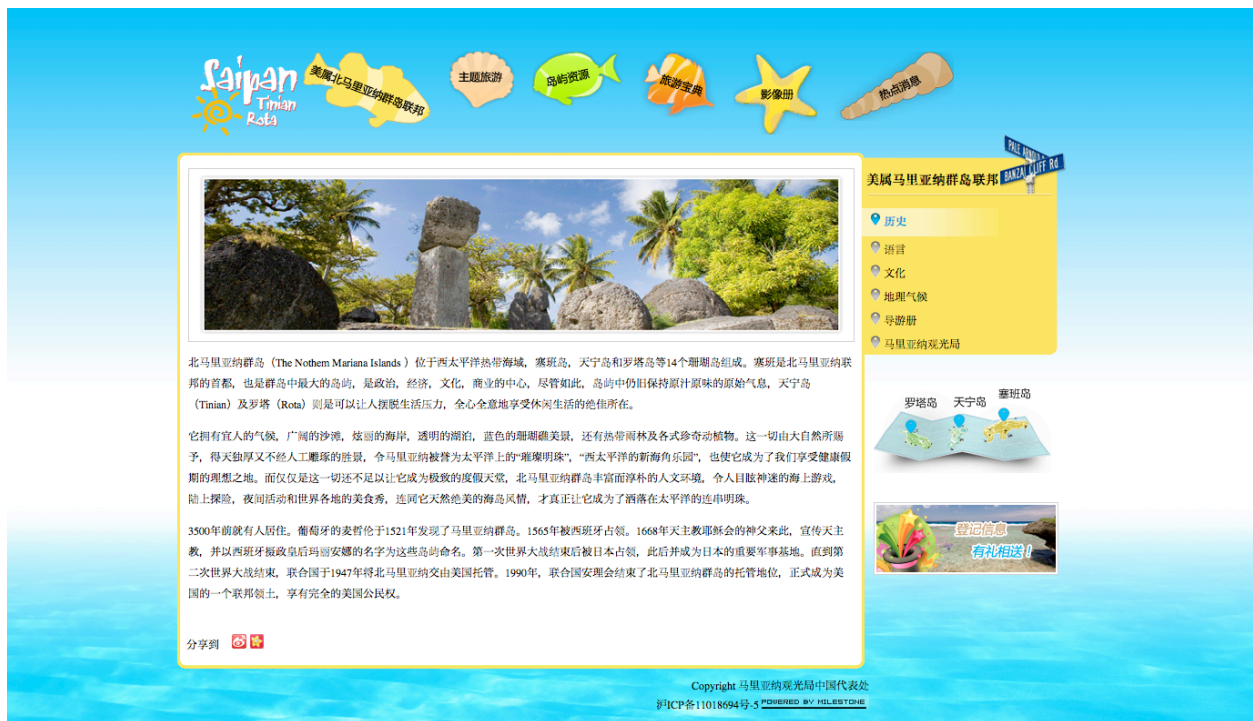 Saipan
Tinian
Rota
美属北马里亚纳群岛联邦
主题旅游
岛屿资源
旅游宝典
影像册
热点消息
PALE ARNOLD
BANZAI CLIFF Rd
美属马里亚纳群岛联邦
历史
语言
文化
地理气候
导游册
马里亚纳观光局
北马里亚纳群岛（The Nothem Mariana Islands ）位于西太平洋热带海域，塞班岛，天宁岛和罗塔岛等14个珊瑚岛组成。塞班是北马里亚纳联
邦的首都，也是群岛中最大的岛屿，是政治，经济，文化，商业的中心，尽管如此，岛屿中仍旧保持原汁原味的原始气息，天宁岛
（Tinian）及罗塔（Rota）则是可以让人摆脱生活压力，全心全意地享受休闲生活的绝佳所在。
它拥有宜人的气候，广阔的沙滩，炫丽的海岸，透明的湖泊，蓝色的珊瑚礁美景，还有热带雨林及各式珍奇动植物。这一切由大自然所赐
予，得天独厚又不经人工雕琢的胜景，令马里亚纳被誉为太平洋上的“璀璨明珠”，“西太平洋的新海角乐园”，也使它成为了我们享受健康假
期的理想之地。而仅仅是这一切还不足以让它成为极致的度假天堂，北马里亚纳群岛丰富而淳朴的人文环境，令人目眩神迷的海上游戏，
陆上探险，夜间活动和世界各地的美食秀，连同它天然绝美的海岛风情，才真正让它成为了洒落在太平洋的连串明珠。
3500年前就有人居住。葡萄牙的麦哲伦于1521年发现了马里亚纳群岛。1565年被西班牙占领。1668年天主教耶稣会的神父来此，宣传天主
教，并以西班牙摄政皇后玛丽安娜的名字为这些岛屿命名。第一次世界大战结束后被日本占领，此后并成为日本的重要军事基地。直到第
二次世界大战结束，联合国于1947年将北马里亚纳交由美国托管。1990年，联合国安理会结束了北马里亚纳群岛的托管地位，正式成为美
国的一个联邦领土，享有完全的美国公民权。
罗塔岛
天宁岛
塞班岛
登记信息
有礼相送！
分享到
Copyright 马里亚纳观光局中国代表处
沪ICP备11018694号-5 POWERED BY MILESTONE